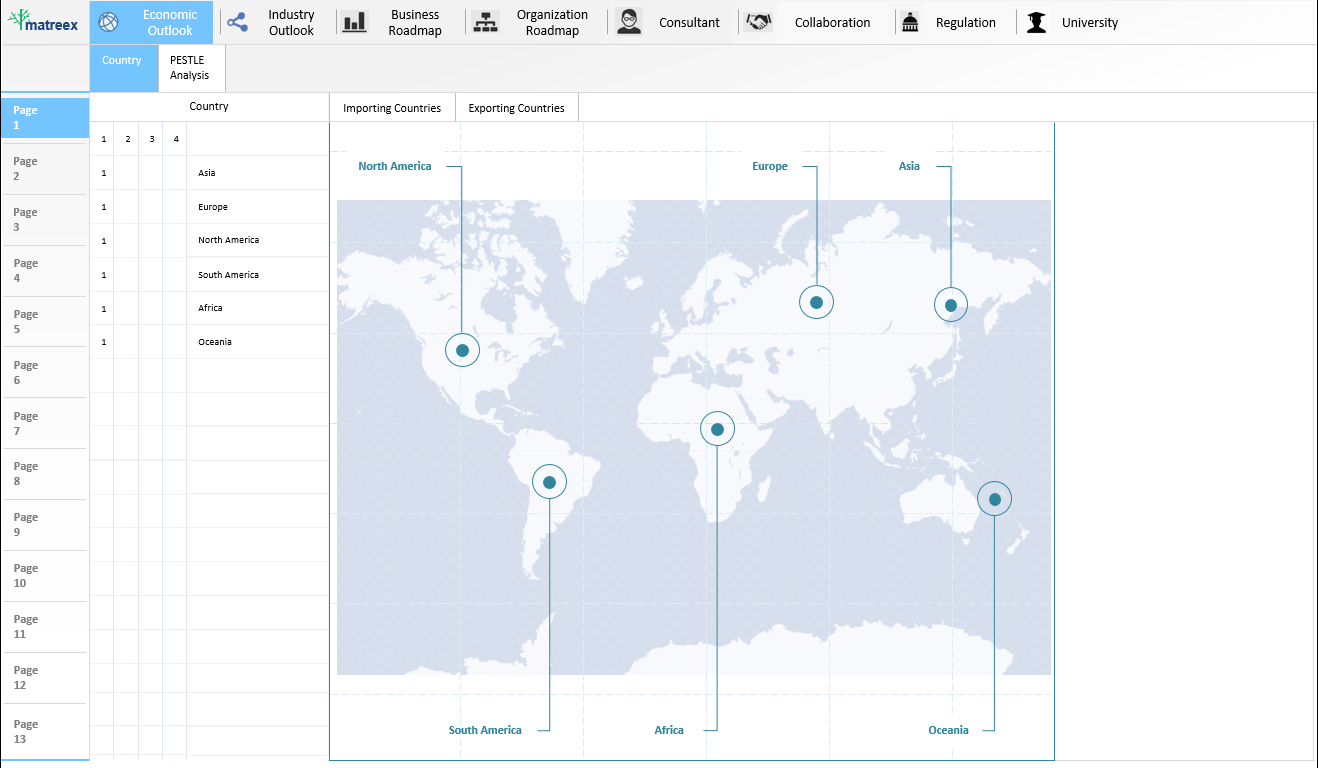 matreex
Economic
Outlook
Industry
Outlook
Business
Roadmap
Organization
Roadmap
Consultant
Collaboration
Regulation
University
Country
PESTLE
Analysis
Page
1
Page
2
Page
3
Page
4
Page
5
Page
6
Page
7
Page
8
Page
9
Page
10
Page
11
Page
12
Page
13
Country
1 2 3 4
1 Asia
1 Europe
1 North America
1 South America
1 Africa
1 Oceania
Importing Countries
Exporting Countries
North America
Europe
Asia
South America
Africa
Oceania